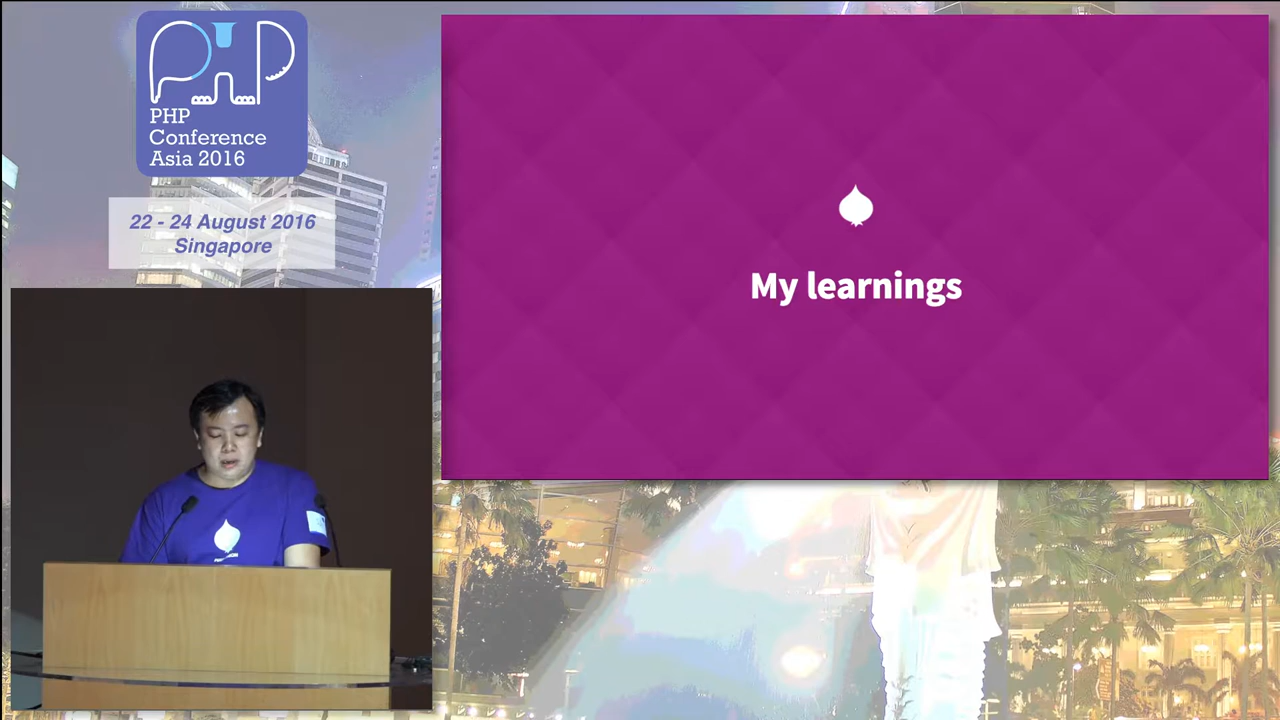 PHP
Conference
Asia 2016
22 - 24 August 2016
Singapore
My learnings